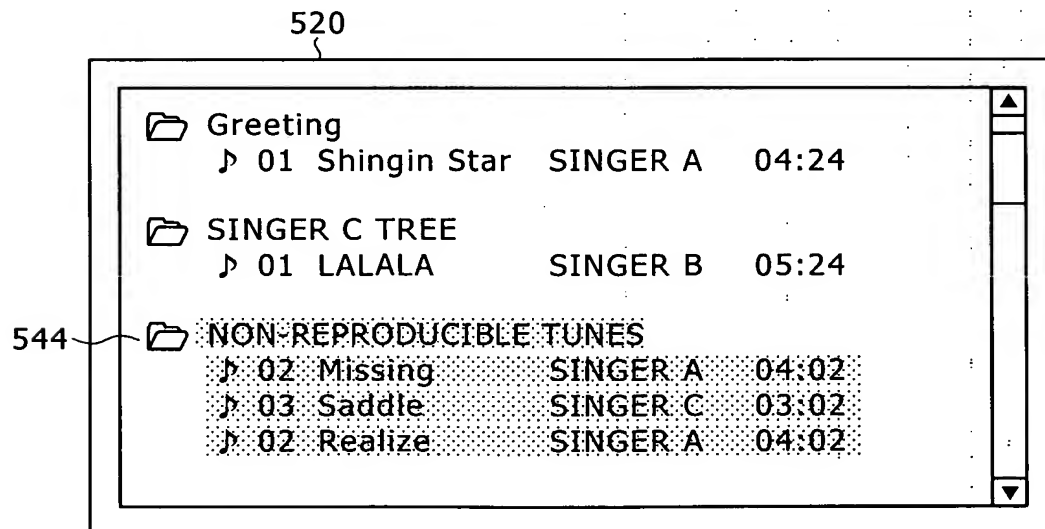 520
Greeting
♪ 01 Shingin Star SINGER A 04:24
SINGER C TREE
♪ 01 LALALA SINGER B 05:24
544 NON-REPRODUCIBLE TUNES
♪ 02 Missing SINGER A 04:02
♪ 03 Saddle SINGER C 03:02
♪ 02 Realize SINGER A 04:02